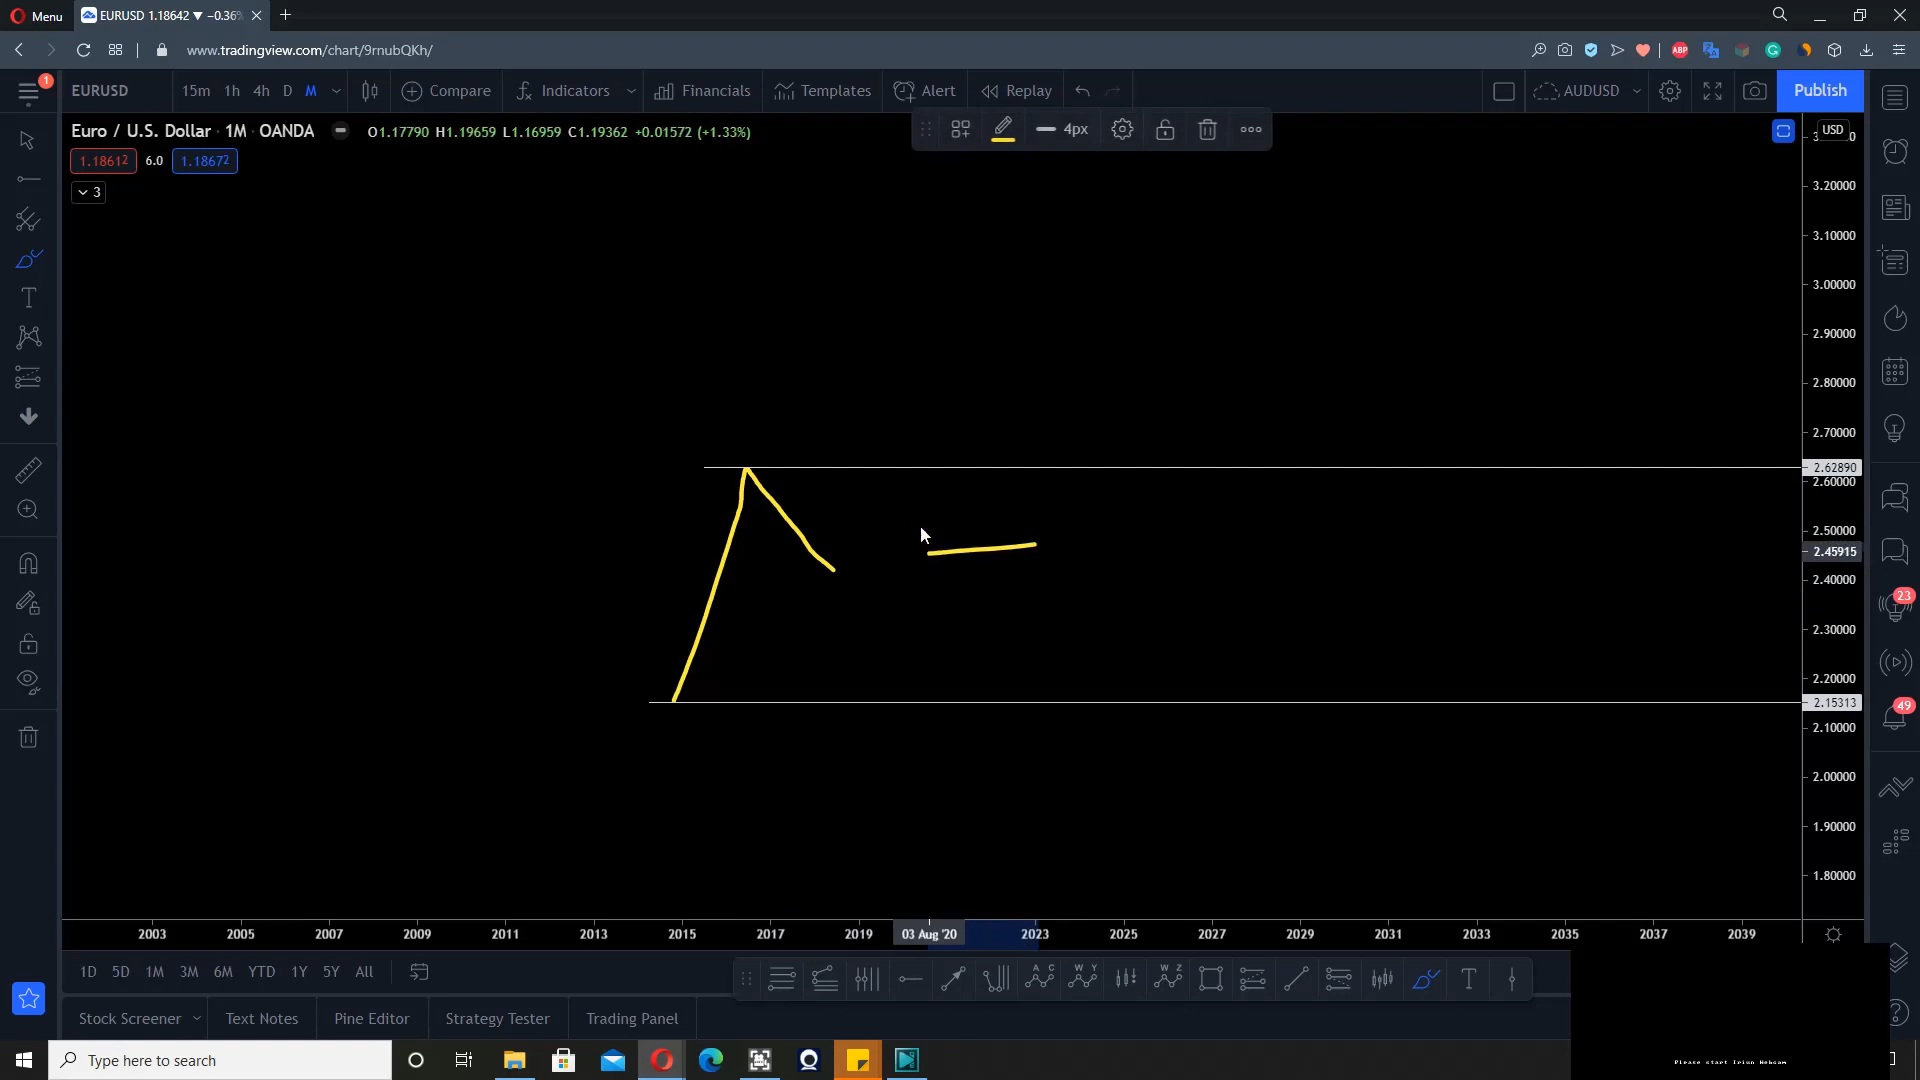 Menu
EURUSD 1.18642 ▼ −0.36%
www.tradingview.com/chart/9rnubQKh/
ABP
1
EURUSD
15m 1h 4h D M
Compare
Indicators
Financials
Templates
Alert
Replay
AUDUSD
Publish
Euro / U.S. Dollar · 1M · OANDA
O1.17790 H1.19659 L1.16959 C1.19362 +0.01572 (+1.33%)
4px
USD
1.18612 6.0 1.18672
3
3.20000
3.10000
3.00000
2.90000
2.80000
2.70000
2.62890
2.60000
2.50000
2.45915
2.40000
2.30000
2.20000
2.15313
2.10000
2.00000
1.90000
1.80000
23
49
2003 2005 2007 2009 2011 2013 2015 2017 2019 03 Aug '20 2023 2025 2027 2029 2031 2033 2035 2037 2039
1D 5D 1M 3M 6M YTD 1Y 5Y All
A C
W Y
W Z
Stock Screener
Text Notes
Pine Editor
Strategy Tester
Trading Panel
Type here to search
Please start Iriun Webcam